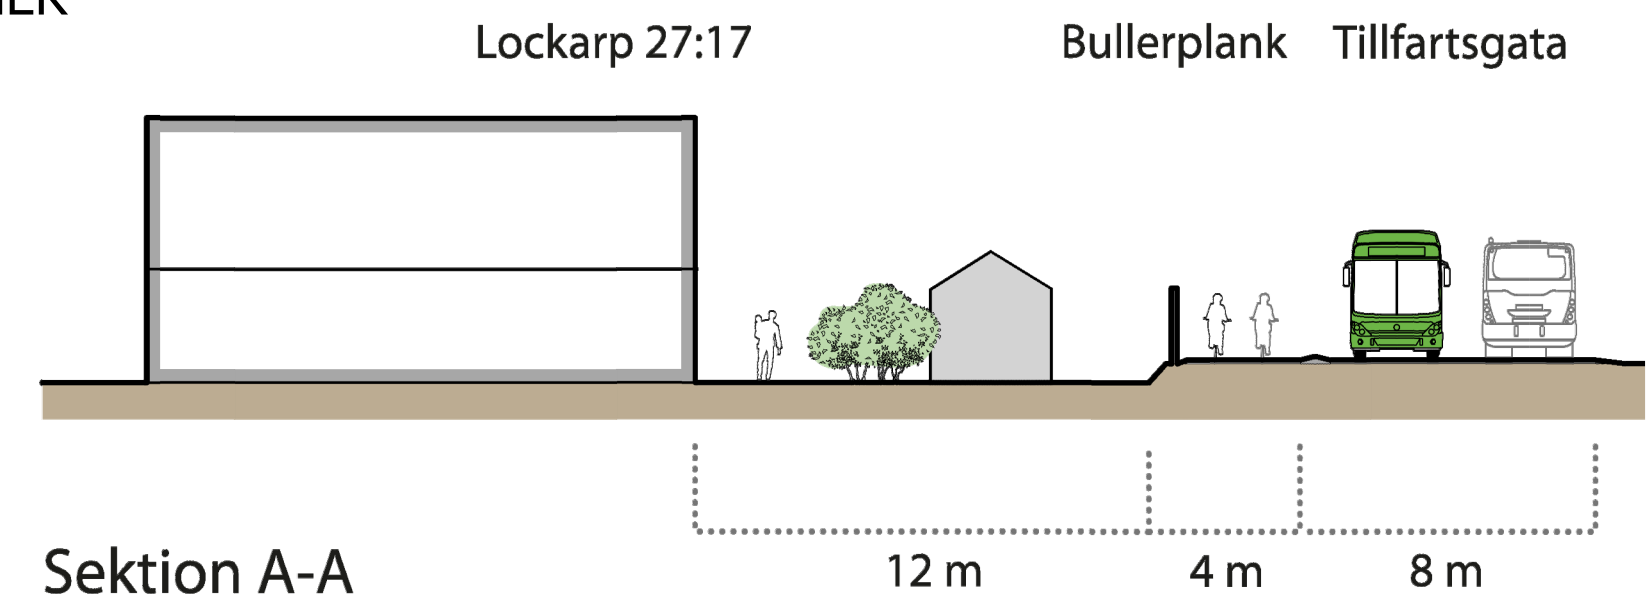 Lockarp 27:17
Bullerplank
Tillfartsgata
12 m
4 m
8 m
Sektion A-A